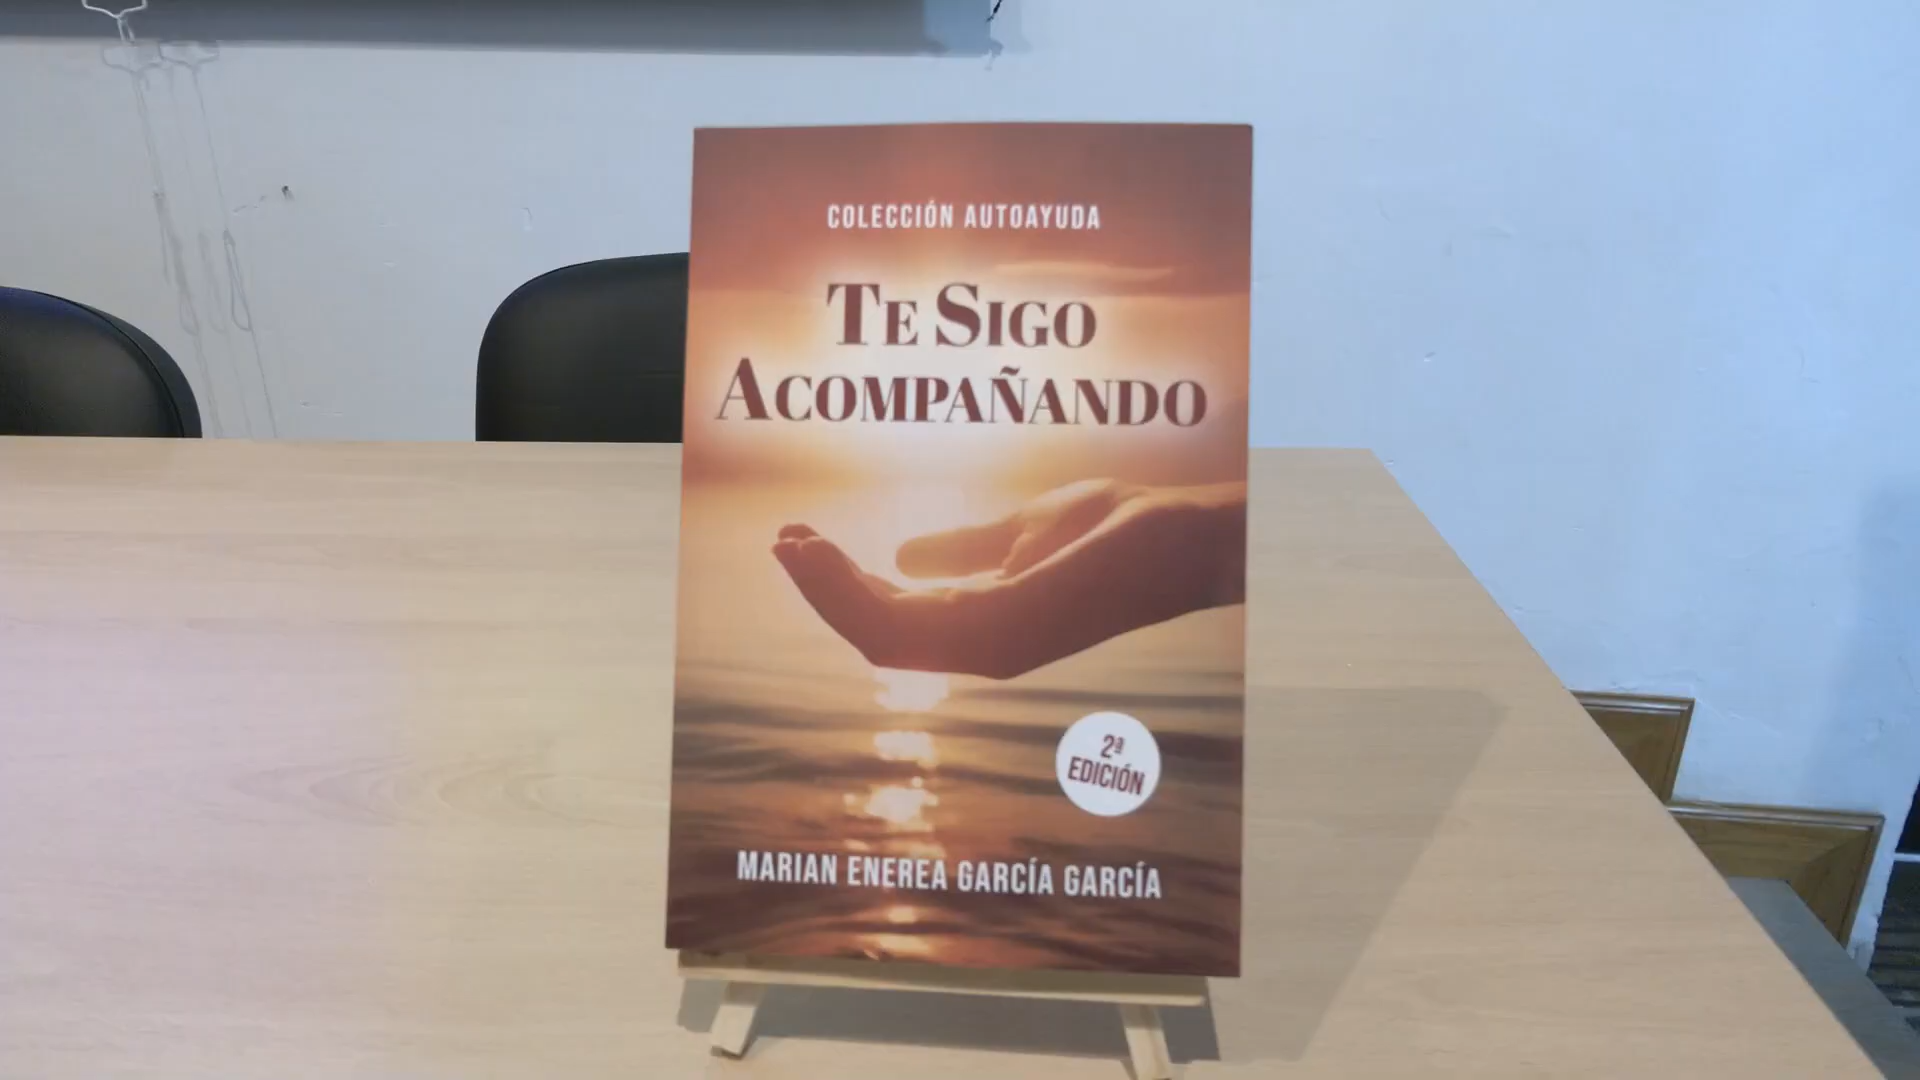 COLECCIÓN AUTOAYUDA
TE SIGO
ACOMPAÑANDO
2ª
EDICIÓN
MARIAN ENEREA GARCÍA GARCÍA